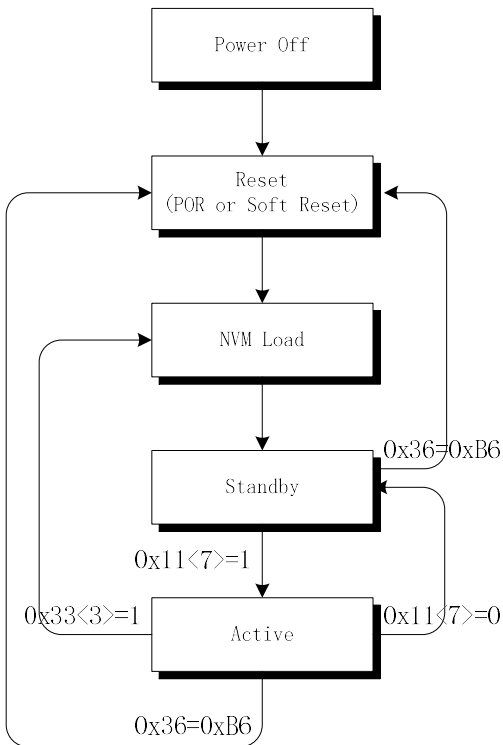 Power Off
Reset
(POR or Soft Reset)
NVM Load
0x36=0xB6
Standby
0x11<7>=1
0x33<3>=1
Active
0x11<7>=0
0x36=0xB6